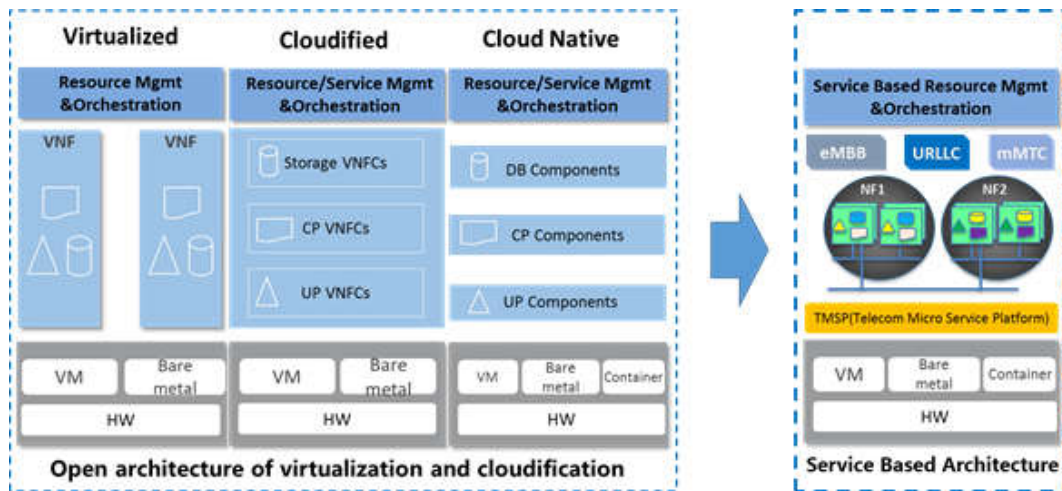 Virtualized
Cloudified
Cloud Native
Resource Mgmt
&Orchestration
Resource/Service Mgmt
&Orchestration
Resource/Service Mgmt
&Orchestration
VNF
VNF
Storage VNFCs
CP VNFCs
UP VNFCs
DB Components
CP Components
UP Components
VM
Bare
metal
HW
VM
Bare
metal
HW
VM
Bare
metal
Container
HW
Open architecture of virtualization and cloudification
Service Based Resource Mgmt
&Orchestration
eMBB
URLLC
mMTC
NF1
NF2
TMSP(Telecom Micro Service Platform)
VM
Bare
metal
Container
HW
Service Based Architecture